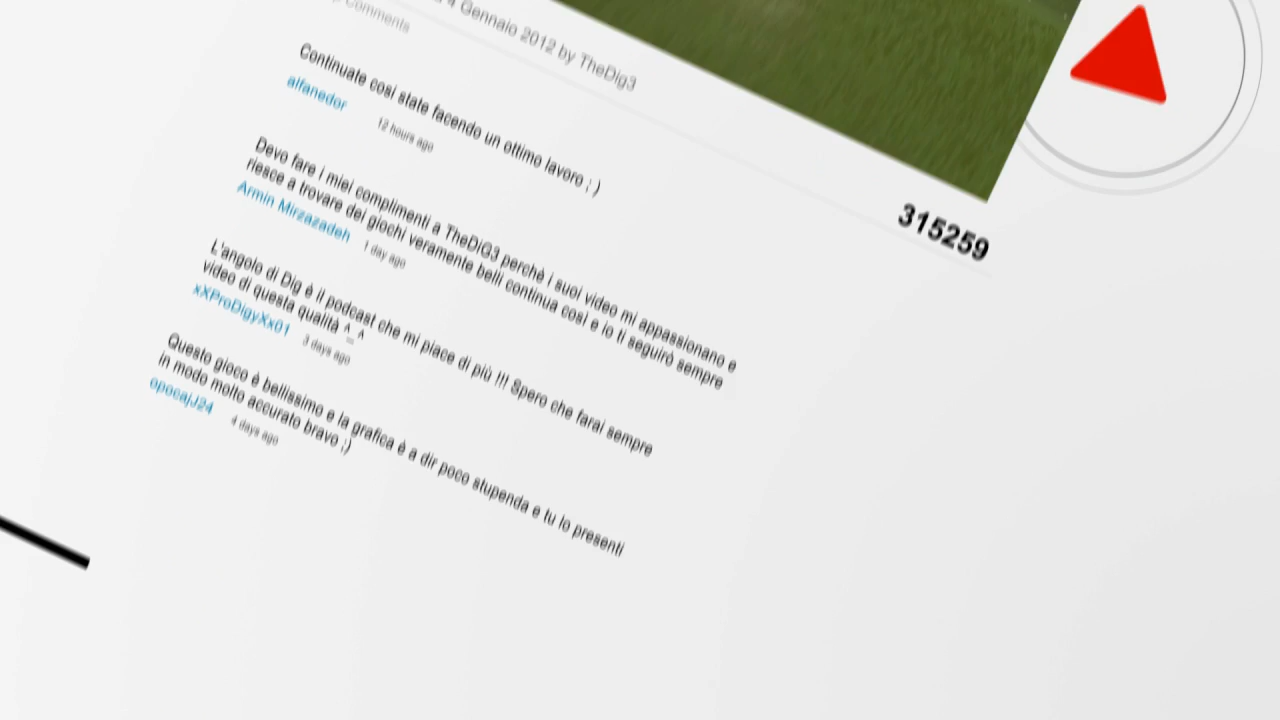 4 Gennaio 2012 by TheDig3
315259
Comments
Continuate cosi state facendo un ottimo lavoro ; )
alfanedor 12 hours ago
Devo fare i miei complimenti a TheDiG3 perchè i suoi video mi appassionano e
riesce a trovare dei giochi veramente belli continua così e io ti seguirò sempre
Armin Mirzazadeh 1 day ago
L'angolo di Dig è il podcast che mi piace di più !!! Spero che farai sempre
video di questa qualità ^_^
xXProDigyXx01 3 days ago
Questo gioco è bellissimo e la grafica è a dir poco stupenda e tu lo presenti
in modo molto accurato bravo ;)
opocajJ24 4 days ago